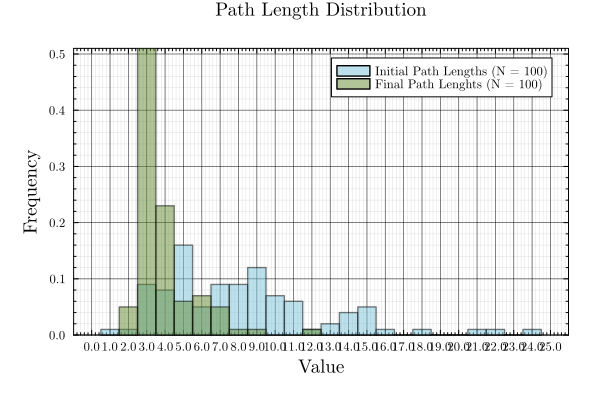 Path Length Distribution
0.5
Initial Path Lengths (N = 100)
Final Path Lenghts (N = 100)
0.4
0.3
0.2
0.1
0.0
Frequency
0.0 1.0 2.0 3.0 4.0 5.0 6.0 7.0 8.0 9.0 10.0 11.0 12.0 13.0 14.0 15.0 16.0 17.0 18.0 19.0 20.0 21.0 22.0 23.0 24.0 25.0
Value